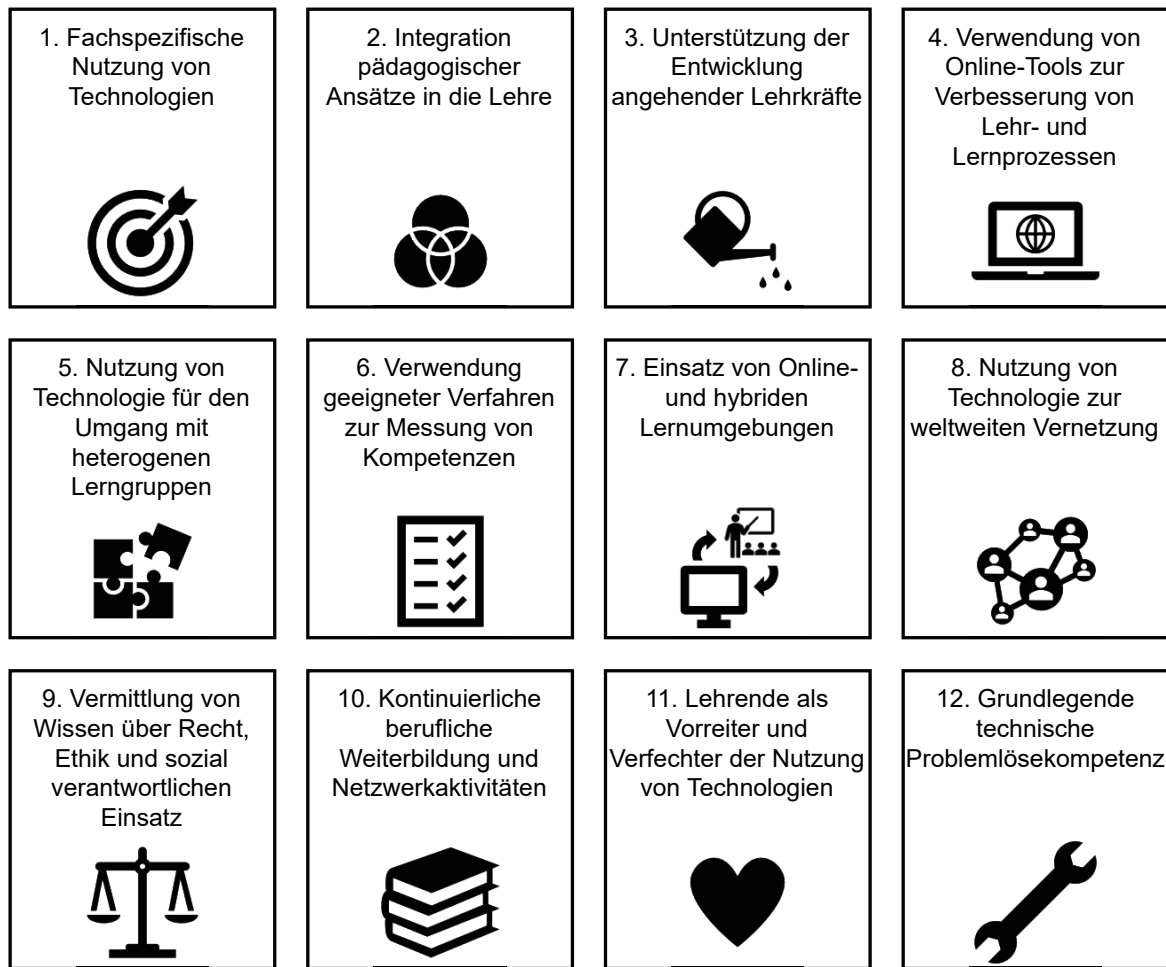 1. Fachspezifische
Nutzung von
Technologien
2. Integration
pädagogischer
Ansätze in die Lehre
3. Unterstützung der
Entwicklung
angehender Lehrkräfte
4. Verwendung von
Online-Tools zur
Verbesserung von
Lehr- und
Lernprozessen
5. Nutzung von
Technologie für den
Umgang mit
heterogenen
Lerngruppen
6. Verwendung
geeigneter Verfahren
zur Messung von
Kompetenzen
7. Einsatz von Online-
und hybriden
Lernumgebungen
8. Nutzung von
Technologie zur
weltweiten Vernetzung
9. Vermittlung von
Wissen über Recht,
Ethik und sozial
verantwortlichen
Einsatz
10. Kontinuierliche
berufliche
Weiterbildung und
Netzwerkaktivitäten
11. Lehrende als
Vorreiter und
Verfechter der Nutzung
von Technologien
12. Grundlegende
technische
Problemlösekompetenz